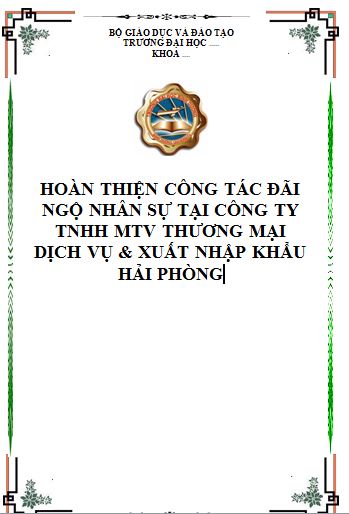 BỘ GIÁO DỤC VÀ ĐÀO TẠO
TRƯỜNG ĐẠI HỌC .....
KHOA ....
HOÀN THIỆN CÔNG TÁC ĐÃI
NGỘ NHÂN SỰ TẠI CÔNG TY
TNHH MTV THƯƠNG MẠI
DỊCH VỤ & XUẤT NHẬP KHẨU
HẢI PHÒNG